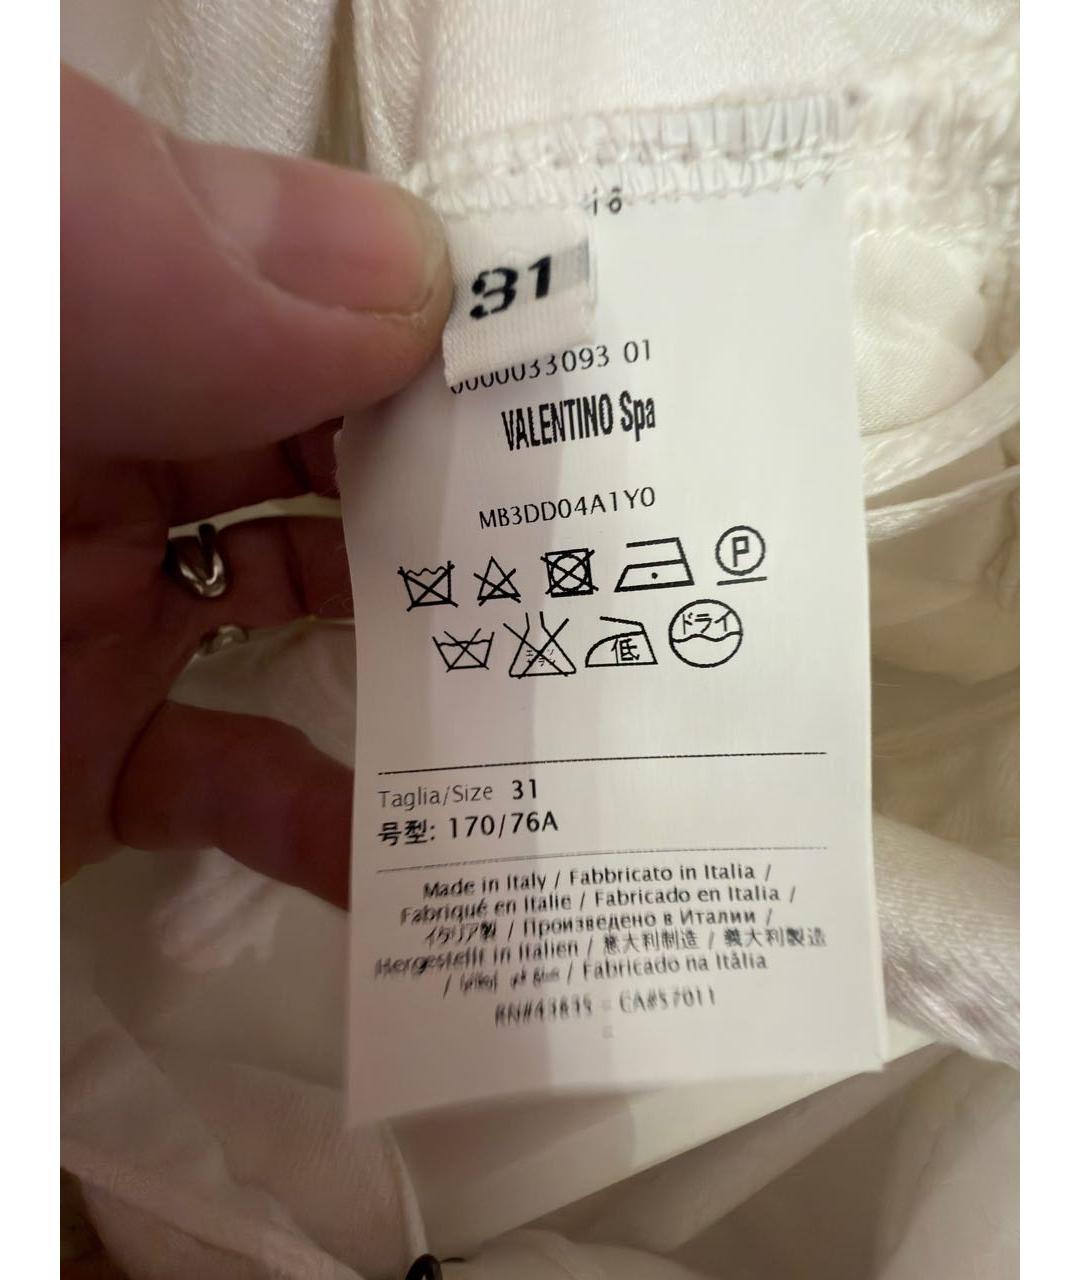 31
0000033093 01
VALENTINO Spa
MB3DD04A1Y0
P
低 ドライ
Taglia/Size 31
号型: 170/76A
Made in Italy / Fabbricato in Italia /
Fabriqué en Italie / Fabricado en Italia /
イタリア製 / Произведено в Италии /
Hergestellt in Italien / 意大利制造 / 義大利製造
/ / Fabricado na Itâlia
RN#43835 - CA#57011